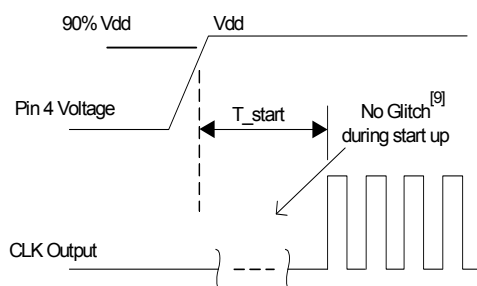 90% Vdd
Vdd
Pin 4 Voltage
T_start
No Glitch[9]
during start up
CLK Output